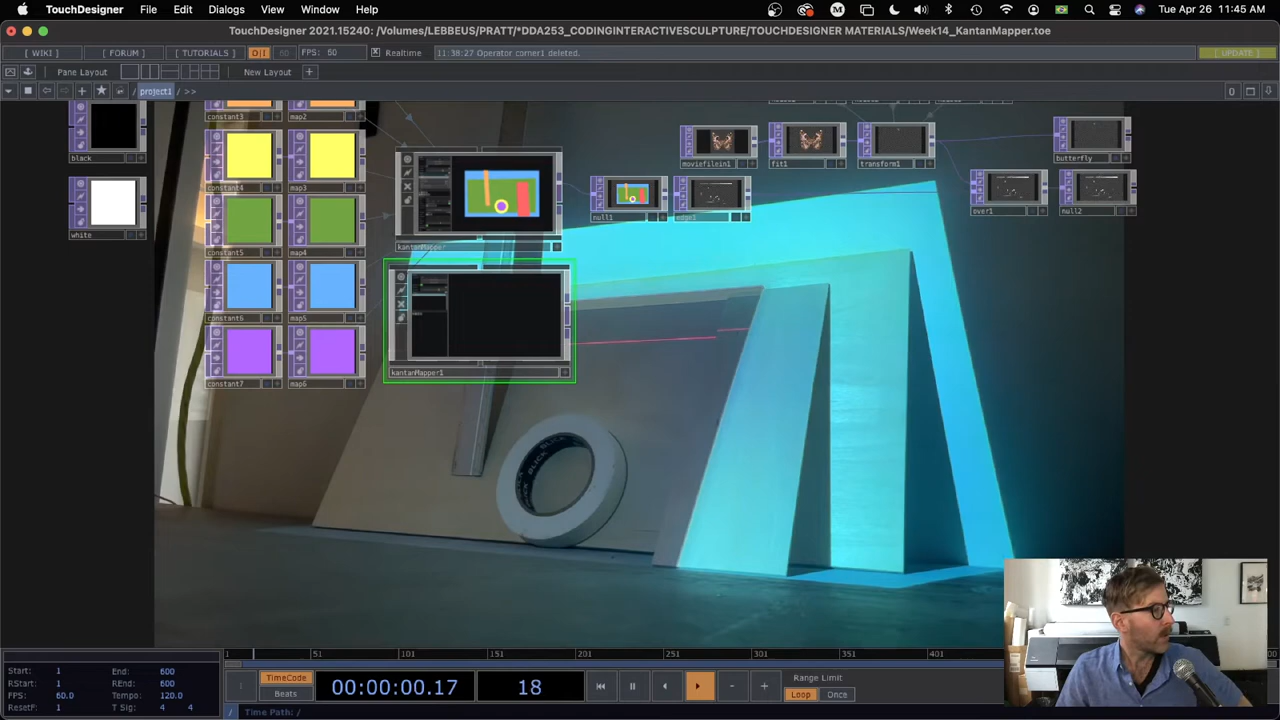 TouchDesigner File Edit Dialogs View Window Help Tue Apr 26 11:45 AM
TouchDesigner 2021.15240: /Volumes/LEBBEUS/PRATT/*DDA253_CODINGINTERACTIVESCULPTURE/TOUCHDESIGNER MATERIALS/Week14_KantanMapper.toe
[ WIKI ] [ FORUM ] [ TUTORIALS ] O|I FPS: 60 Realtime 11:38:27 Operator corner1 deleted. [ UPDATE ]
Pane Layout New Layout +
/ project1 / >> 0
constant3 map2
black
constant4 map3
moviefilein1 fit1 transform1 butterfly
null1 edge1 over1 null2
white
constant5 map4 kantanMapper
constant6 map5
kantanMapper1
constant7 map6
BLICK
1 51 101 151 201 251 301 351 401
Start: 1 End: 600
RStart: 1 REnd: 600
FPS: 60.0 Tempo: 120.0
ResetF: 1 T Sig: 4 4
TimeCode
Beats
00:00:00.17 18
Range Limit
Loop Once
/ Time Path: /